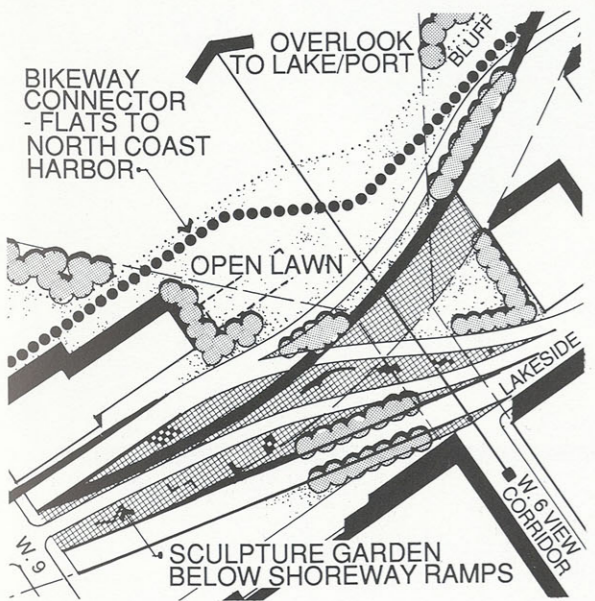 OVERLOOK
TO LAKE/PORT
BLUFF
BIKEWAY
CONNECTOR
- FLATS TO
NORTH COAST
HARBOR
OPEN LAWN
LAKESIDE
W. 6 VIEW
CORRIDOR
W. 9
SCULPTURE GARDEN
BELOW SHOREWAY RAMPS